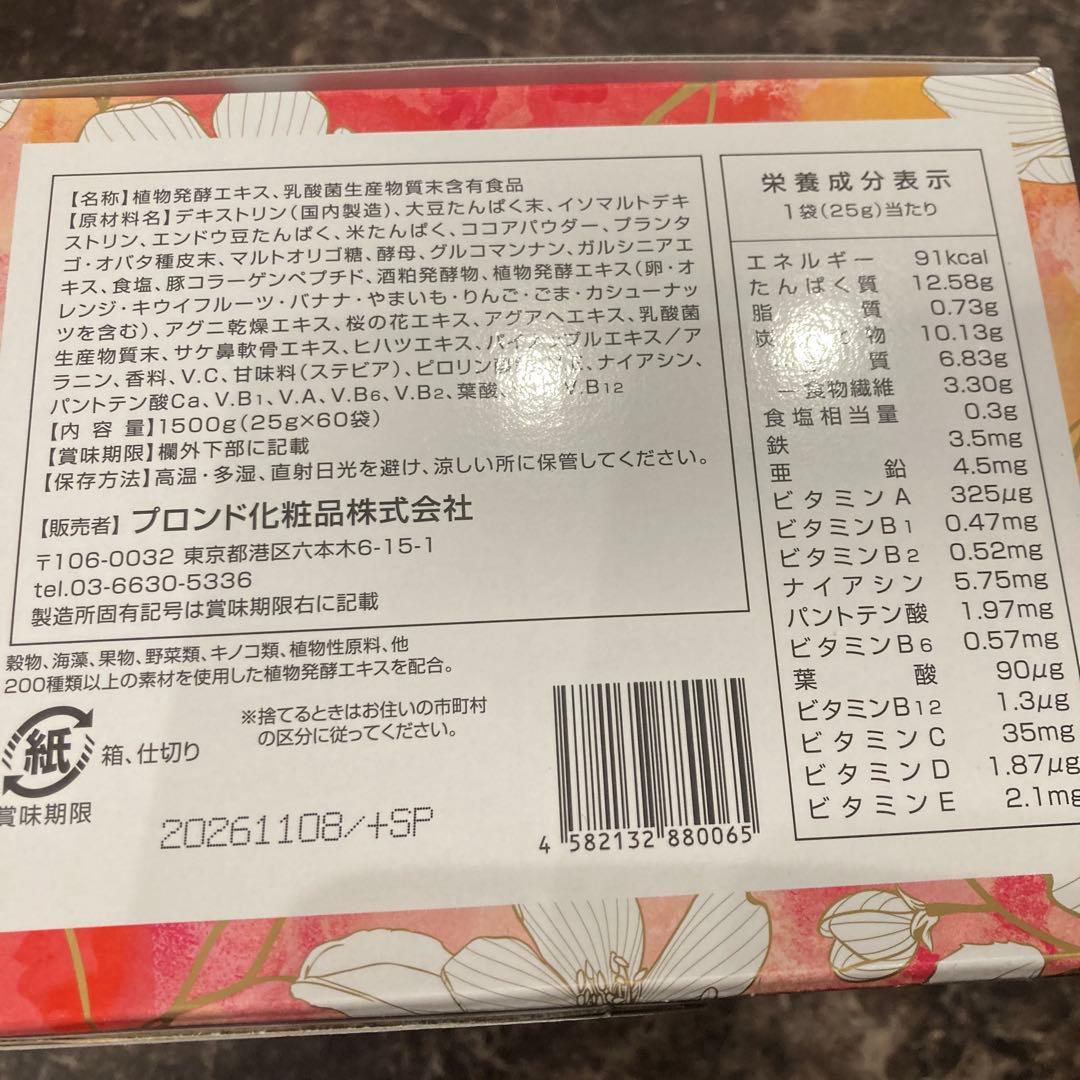 【名称】植物発酵エキス、乳酸菌生産物質末含有食品
【原材料名】デキストリン(国内製造)、大豆たんぱく末、イソマルトデキ
ストリン、エンドウ豆たんぱく、米たんぱく、ココアパウダー、プランタ
ゴ・オバタ種皮末、マルトオリゴ糖、酵母、グルコマンナン、ガルシニアエ
キス、食塩、豚コラーゲンペプチド、酒粕発酵物、植物発酵エキス(卵・オ
レンジ・キウイフルーツ・バナナ・やまいも・りんご・ごま・カシューナッ
ツを含む)、アグニ乾燥エキス、桜の花エキス、アグアヘエキス、乳酸菌
生産物質末、サケ鼻軟骨エキス、ヒハツエキス、パイナップルエキス/ア
ラニン、香料、V.C、甘味料(ステビア)、ピロリン、ナイアシン、
パントテン酸Ca、V.B1、V.A、V.B6、V.B2、葉酸、V.B12
【内容量】1500g(25g×60袋)
【賞味期限】欄外下部に記載
【保存方法】高温・多湿、直射日光を避け、涼しい所に保管してください。
【販売者】プロンド化粧品株式会社
〒106-0032 東京都港区六本木6-15-1
tel.03-6630-5336
製造所固有記号は賞味期限右に記載
穀物、海藻、果物、野菜類、キノコ類、植物性原料、他
200種類以上の素材を使用した植物発酵エキスを配合。
紙
箱、仕切り
※捨てるときはお住いの市町村
の区分に従ってください。
賞味期限
20261108/+SP
4 582132 880065
栄養成分表示
1袋(25g)当たり
エネルギー 91kcal
たんぱく質 12.58g
脂質 0.73g
炭物 10.13g
質 6.83g
－食物繊維 3.30g
食塩相当量 0.3g
鉄 3.5mg
亜鉛 4.5mg
ビタミンA 325μg
ビタミンB1 0.47mg
ビタミンB2 0.52mg
ナイアシン 5.75mg
パントテン酸 1.97mg
ビタミンB6 0.57mg
葉酸 90μg
ビタミンB12 1.3μg
ビタミンC 35mg
ビタミンD 1.87μg
ビタミンE 2.1mg